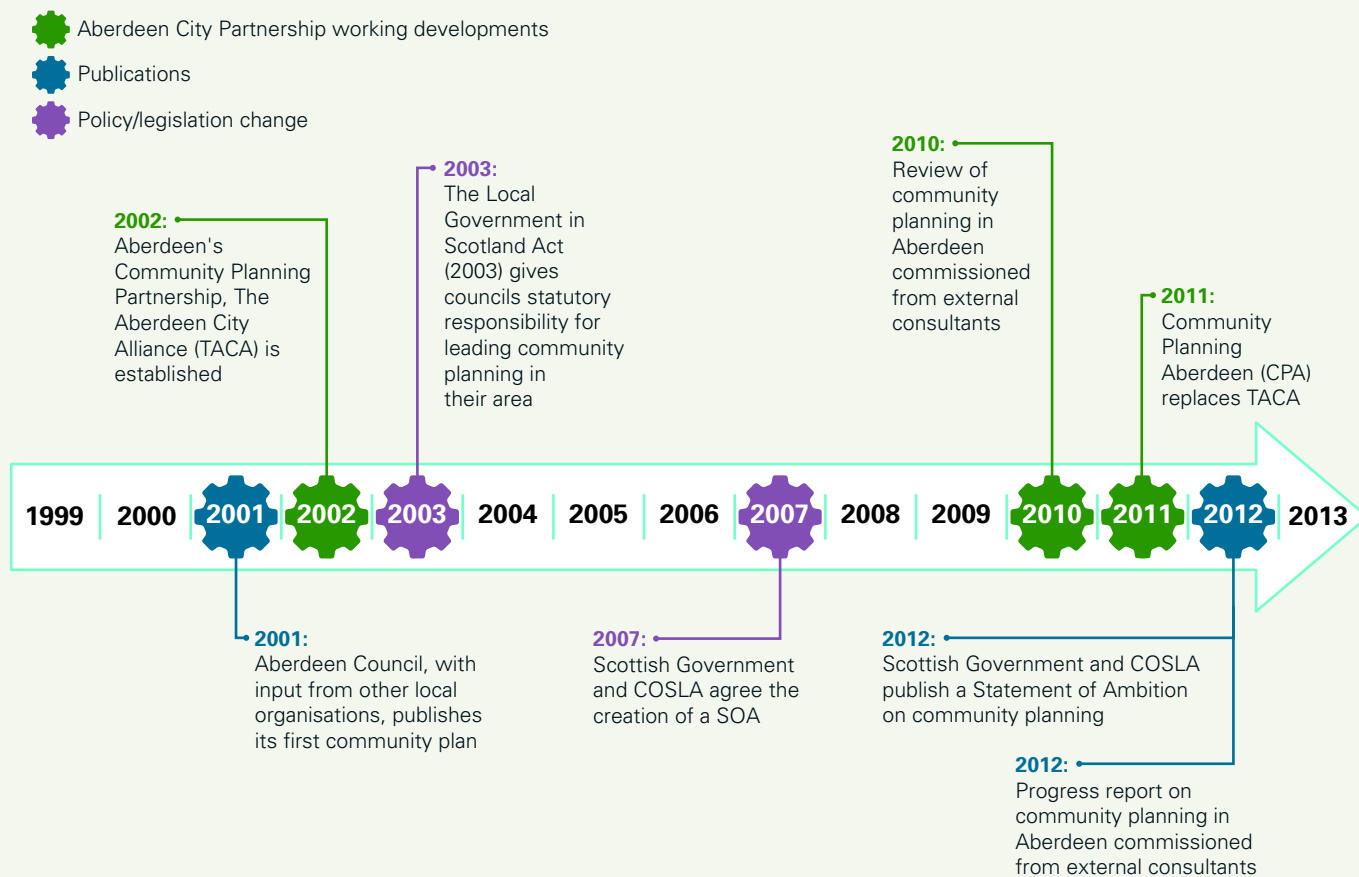 Aberdeen City Partnership working developments
Publications
Policy/legislation change
2002:
Aberdeen's
Community Planning
Partnership, The
Aberdeen City
Alliance (TACA) is
established
2003:
The Local
Government in
Scotland Act
(2003) gives
councils statutory
responsibility for
leading community
planning in
their area
2010:
Review of
community
planning in
Aberdeen
commissioned
from external
consultants
2011:
Community
Planning
Aberdeen (CPA)
replaces TACA
1999 2000 2001 2002 2003 2004 2005 2006 2007 2008 2009 2010 2011 2012 2013
2001:
Aberdeen Council, with
input from other local
organisations, publishes
its first community plan
2007:
Scottish Government
and COSLA agree the
creation of a SOA
2012:
Scottish Government and COSLA
publish a Statement of Ambition
on community planning
2012:
Progress report on
community planning in
Aberdeen commissioned
from external consultants